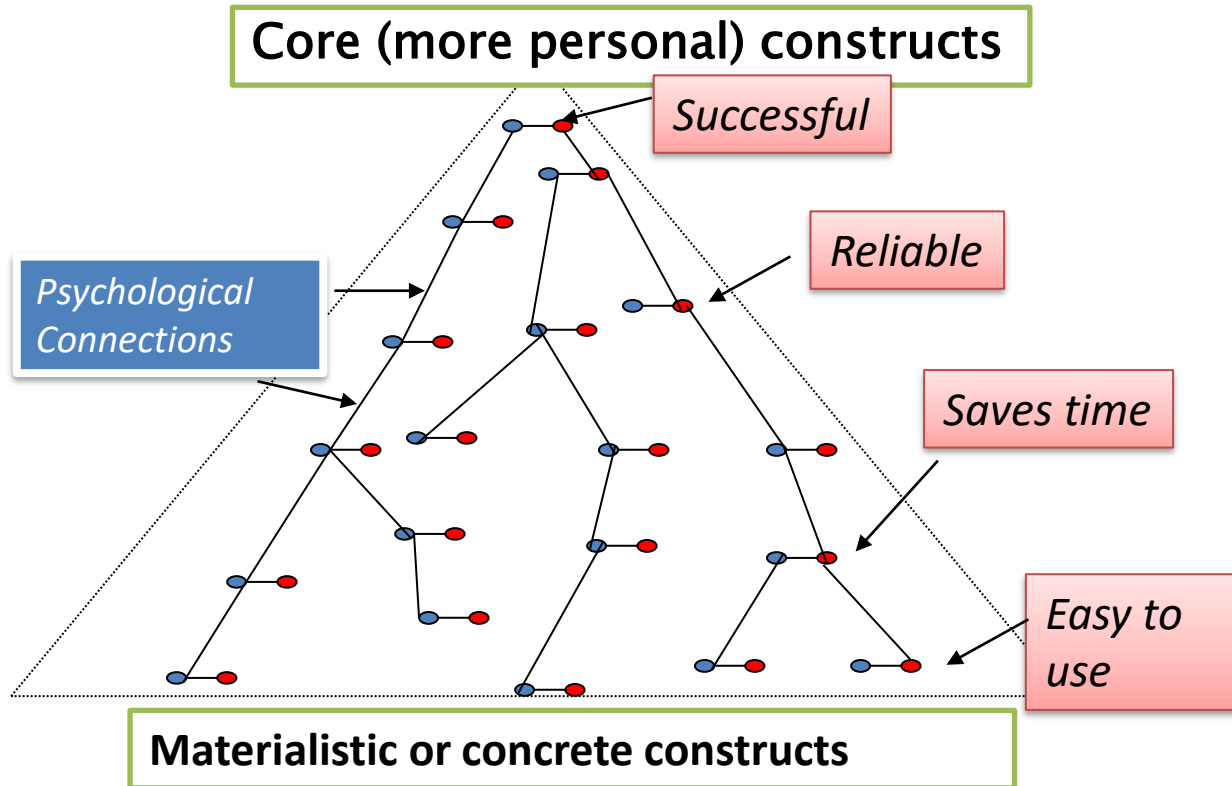 Core (more personal) constructs
Successful
Reliable
Psychological
Connections
Saves time
Easy to
use
Materialistic or concrete constructs